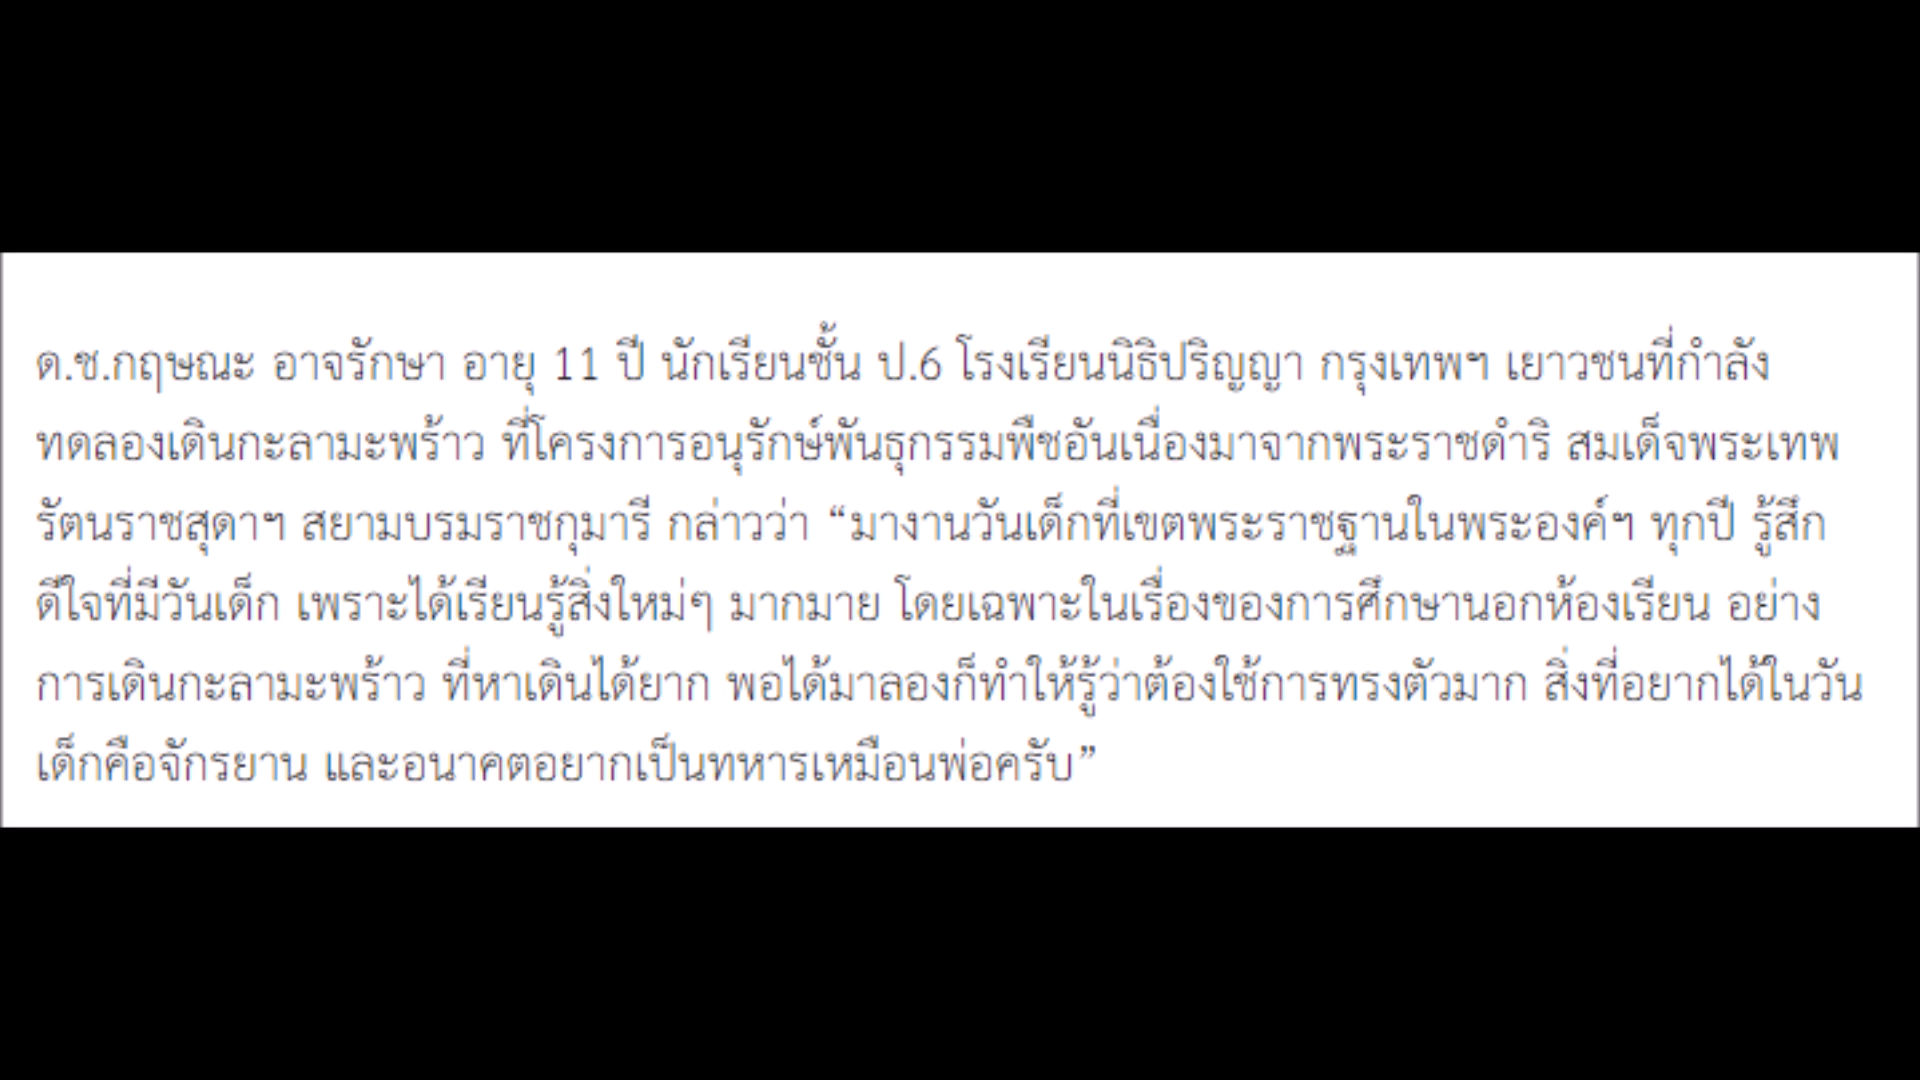 ด.ช.กฤษณะ อาจรักษา อายุ 11 ปี นักเรียนชั้น ป.6 โรงเรียนนิธิปริญญา กรุงเทพฯ เยาวชนที่กำลัง
ทดลองเดินกะลามะพร้าว ที่โครงการอนุรักษ์พันธุกรรมพืชอันเนื่องมาจากพระราชดำริ สมเด็จพระเทพ
รัตนราชสุดาฯ สยามบรมราชกุมารี กล่าวว่า “มางานวันเด็กที่เขตพระราชฐานในพระองค์ฯ ทุกปี รู้สึก
ดีใจที่มีวันเด็ก เพราะได้เรียนรู้สิ่งใหม่ๆ มากมาย โดยเฉพาะในเรื่องของการศึกษานอกห้องเรียน อย่าง
การเดินกะลามะพร้าว ที่หาเดินได้ยาก พอได้มาลองก็ทำให้รู้ว่าต้องใช้การทรงตัวมาก สิ่งที่อยากได้ในวัน
เด็กคือจักรยาน และอนาคตอยากเป็นทหารเหมือนพ่อครับ”